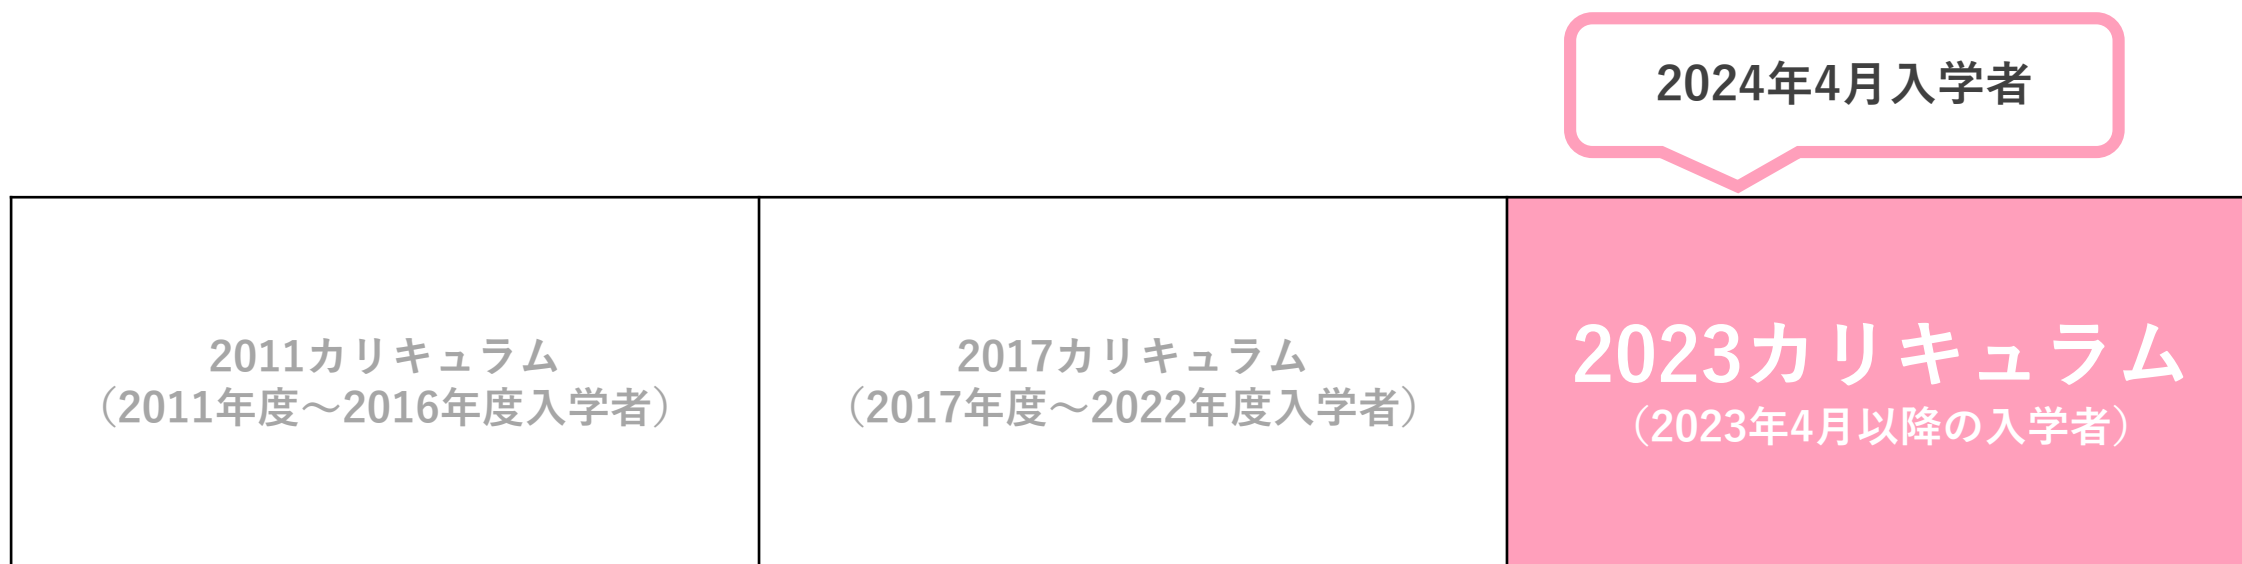 2024年4月入学者
2011カリキュラム
（2011年度～2016年度入学者）
2017カリキュラム
（2017年度～2022年度入学者）
2023カリキュラム
（2023年4月以降の入学者）